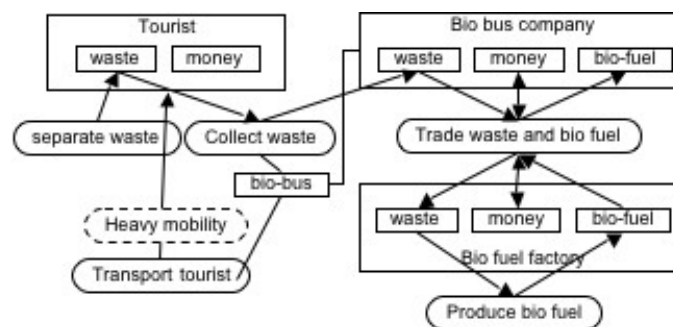 Tourist
waste money
separate waste
Collect waste
bio-bus
Heavy mobility
Transport tourist
Bio bus company
waste money bio-fuel
Trade waste and bio fuel
waste money bio-fuel
Bio fuel factory
Produce bio fuel